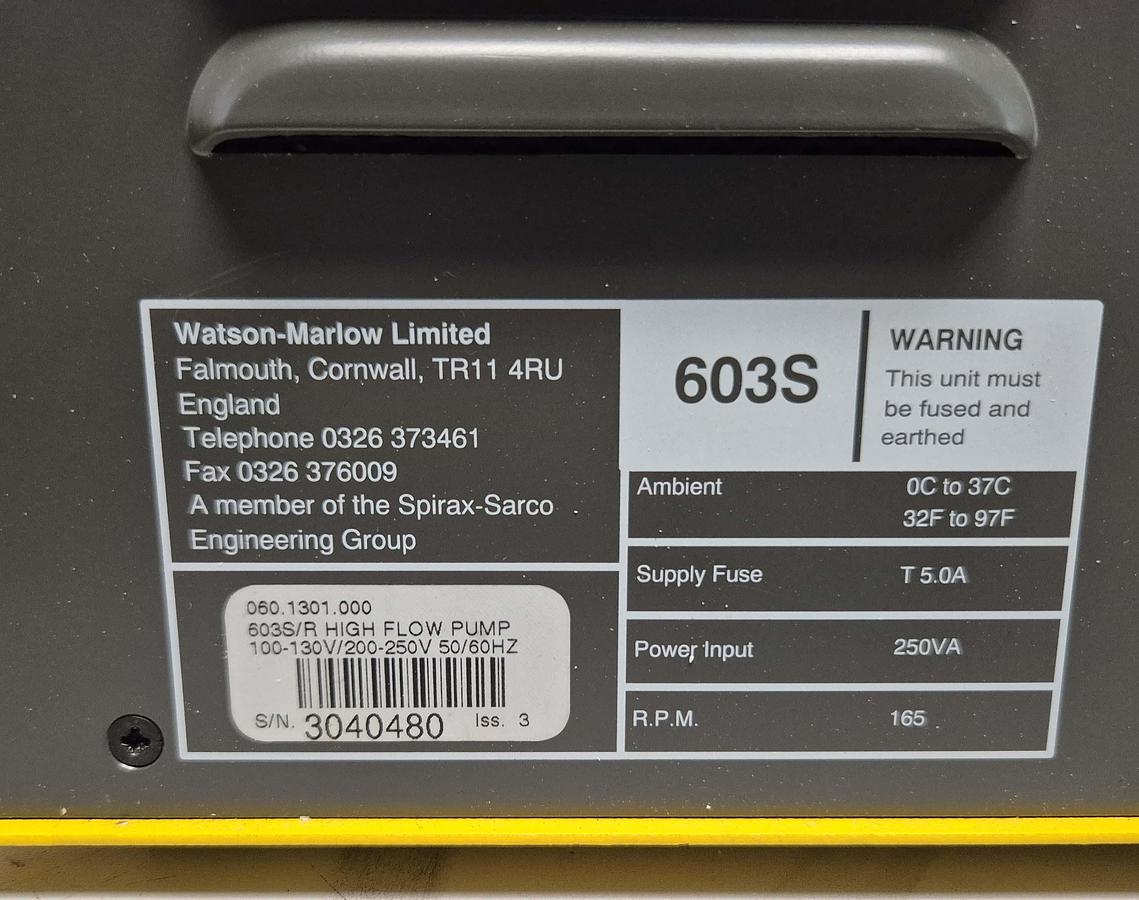 Watson-Marlow Limited
Falmouth, Cornwall, TR11 4RU
England
Telephone 0326 373461
Fax 0326 376009
A member of the Spirax-Sarco
Engineering Group
603S
WARNING
This unit must
be fused and
earthed
Ambient 0C to 37C
32F to 97F
Supply Fuse T 5.0A
Power Input 250VA
R.P.M. 165
060.1301.000
603S/R HIGH FLOW PUMP
100-130V/200-250V 50/60HZ
S/N. 3040480 Iss. 3